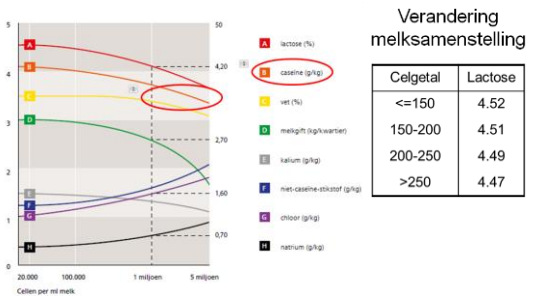 Verandering
melksamenstelling
Celgetal Lactose
<=150 4.52
150-200 4.51
200-250 4.49
>250 4.47
5
4
3
2
1
0
50
4,20
2,70
1,60
0,70
A
B
C
D
E
F
G
H
A lactose (%)
B caseïne (g/kg)
C vet (%)
D melkgift (kg/kwartier)
E kalium (g/kg)
F niet-caseïne-stikstof (g/kg)
G chloor (g/kg)
H natrium (g/kg)
20.000 100.000 1 miljoen 5 miljoen
Cellen per ml melk